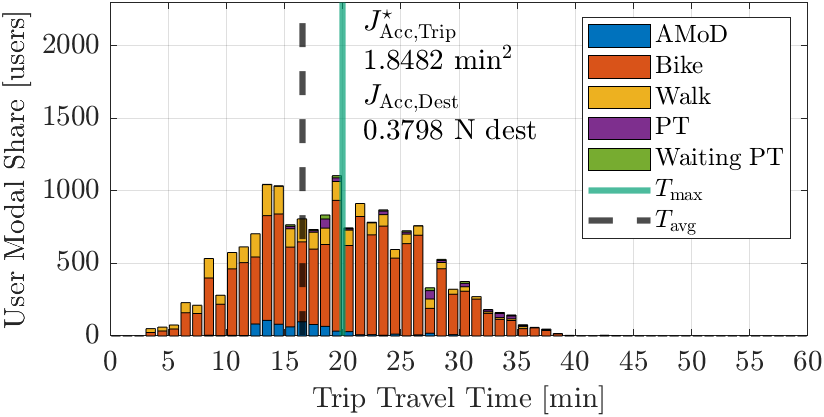 User Modal Share [users]
2000
1500
1000
500
0
J⋆Acc,Trip
1.8482 min²
JAcc,Dest
0.3798 N dest
AMoD
Bike
Walk
PT
Waiting PT
Tmax
Tavg
0 5 10 15 20 25 30 35 40 45 50 55 60
Trip Travel Time [min]